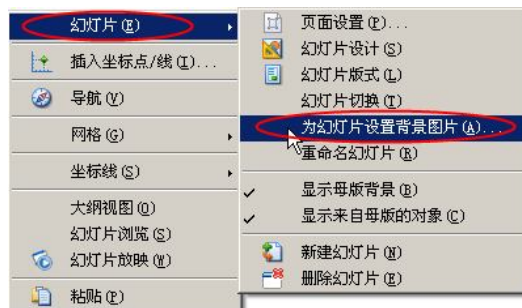 幻灯片(E)
插入坐标点/线(I)...
导航(V)
网格(G)
坐标线(S)
大纲视图(O)
幻灯片浏览(S)
幻灯片放映(W)
粘贴(P)
页面设置(P)...
幻灯片设计(S)
幻灯片版式(L)
幻灯片切换(T)
为幻灯片设置背景图片(A)...
重命名幻灯片(R)
显示母版背景(B)
显示来自母版的对象(C)
新建幻灯片(N)
删除幻灯片(E)